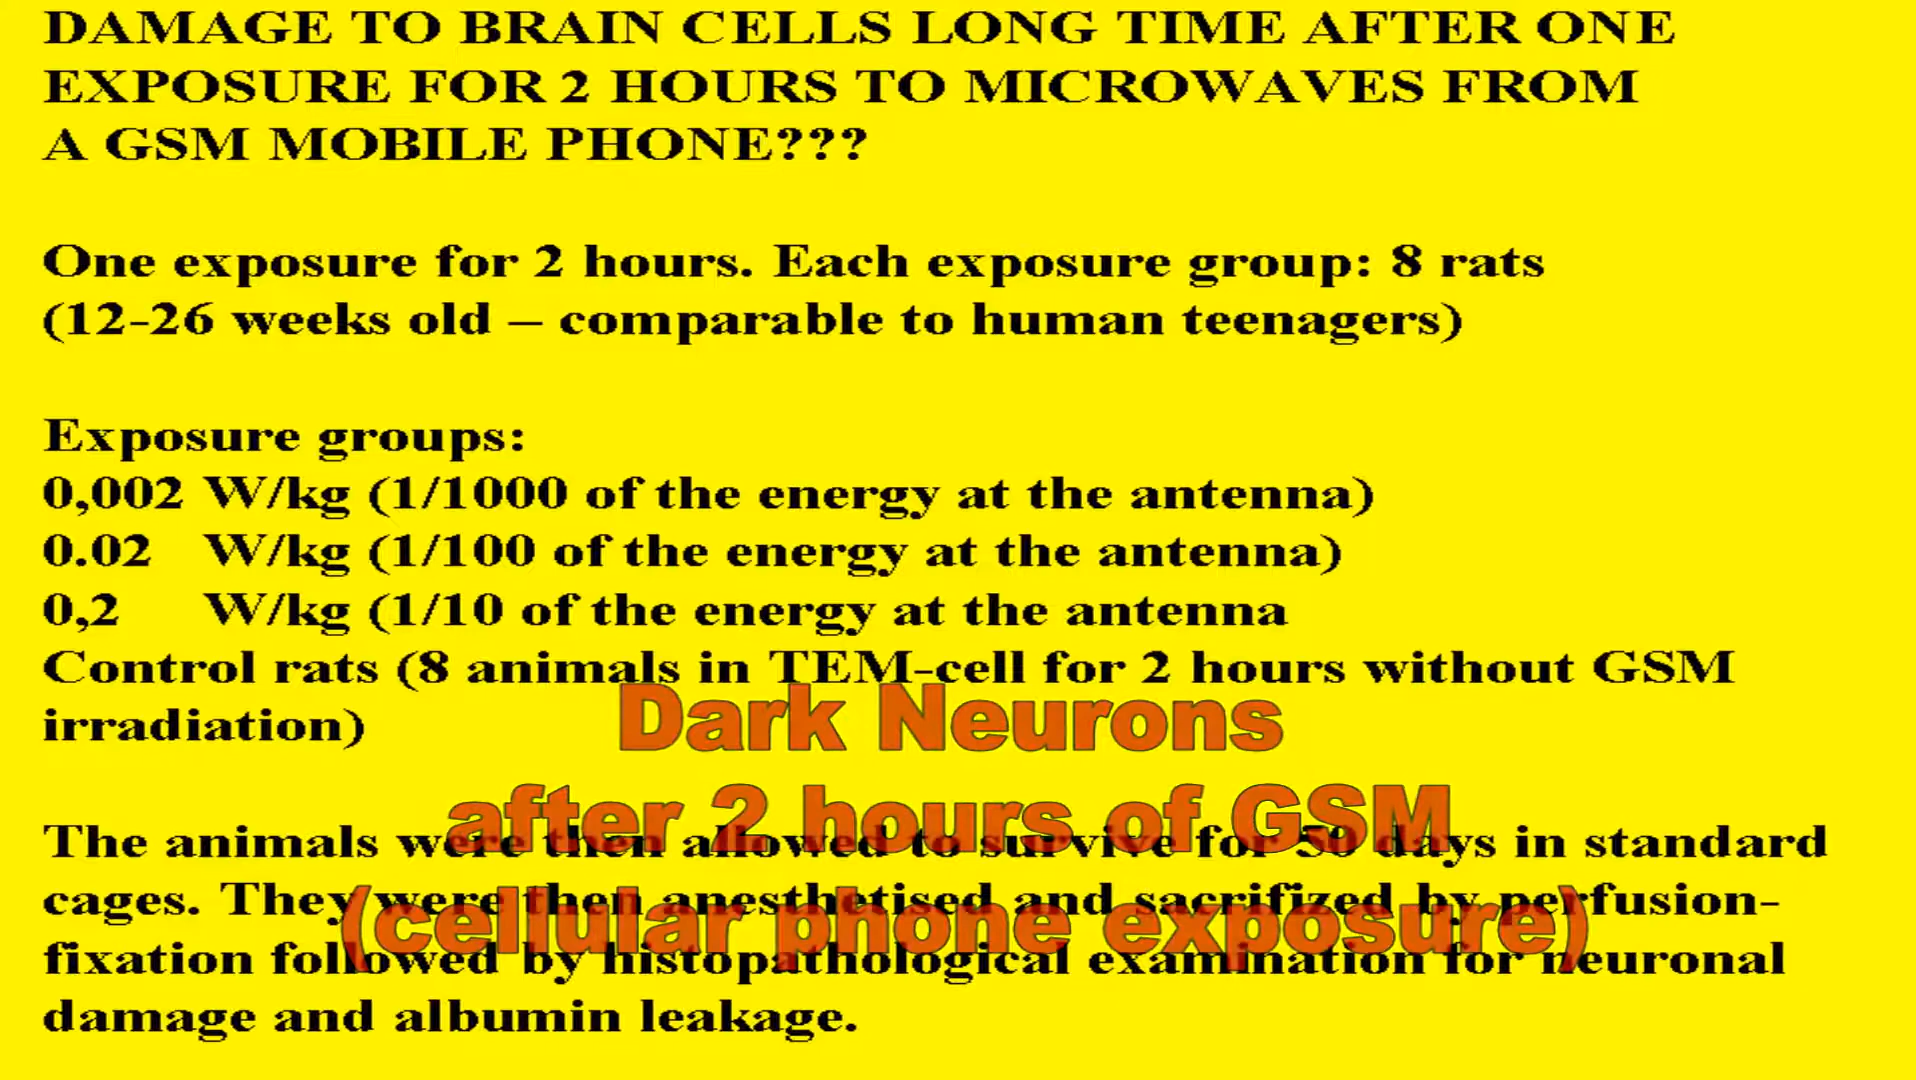 DAMAGE TO BRAIN CELLS LONG TIME AFTER ONE
EXPOSURE FOR 2 HOURS TO MICROWAVES FROM
A GSM MOBILE PHONE???
One exposure for 2 hours. Each exposure group: 8 rats
(12-26 weeks old – comparable to human teenagers)
Exposure groups:
0,002 W/kg (1/1000 of the energy at the antenna)
0.02 W/kg (1/100 of the energy at the antenna)
0,2 W/kg (1/10 of the energy at the antenna
Control rats (8 animals in TEM-cell for 2 hours without GSM
irradiation)
Dark Neurons
after 2 hours of GSM
(cellular phone exposure)
The animals were then allowed to survive for 50 days in standard
cages. They were then anesthetised and sacrifized by perfusion-
fixation followed by histopathological examination for neuronal
damage and albumin leakage.